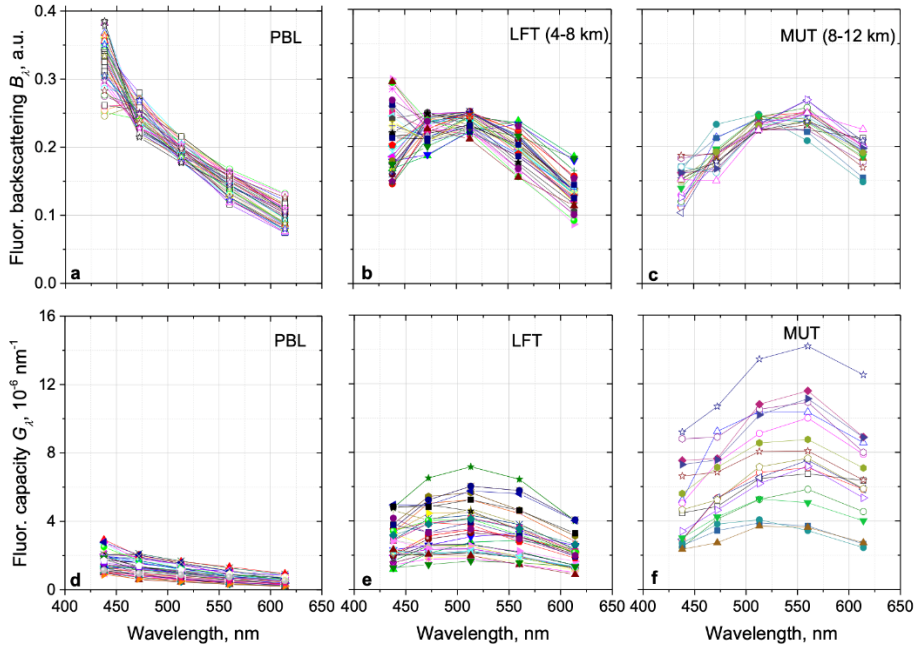 Fluor. backscattering Bλ, a.u.
0.4
0.3
0.2
0.1
0.0
PBL
a
LFT (4-8 km)
b
MUT (8-12 km)
c
Fluor. capacity Gλ, 10⁻⁶ nm⁻¹
16
12
8
4
0
PBL
d
LFT
e
MUT
f
400 450 500 550 600 650
400 450 500 550 600 650
400 450 500 550 600 650
Wavelength, nm
Wavelength, nm
Wavelength, nm